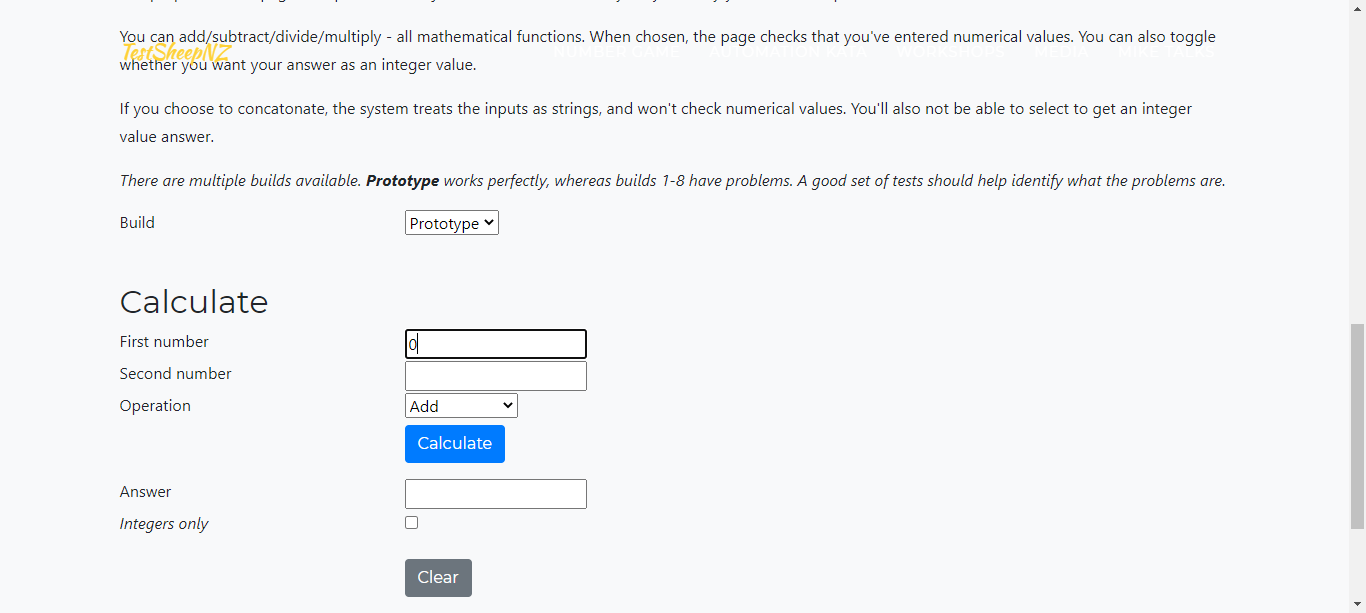 You can add/subtract/divide/multiply - all mathematical functions. When chosen, the page checks that you've entered numerical values. You can also toggle
TestSheepNZ
whether you want your answer as an integer value.
If you choose to concatonate, the system treats the inputs as strings, and won't check numerical values. You'll also not be able to select to get an integer
value answer.
There are multiple builds available. Prototype works perfectly, whereas builds 1-8 have problems. A good set of tests should help identify what the problems are.
Build Prototype
Calculate
First number 0
Second number
Operation Add
Calculate
Answer
Integers only
Clear